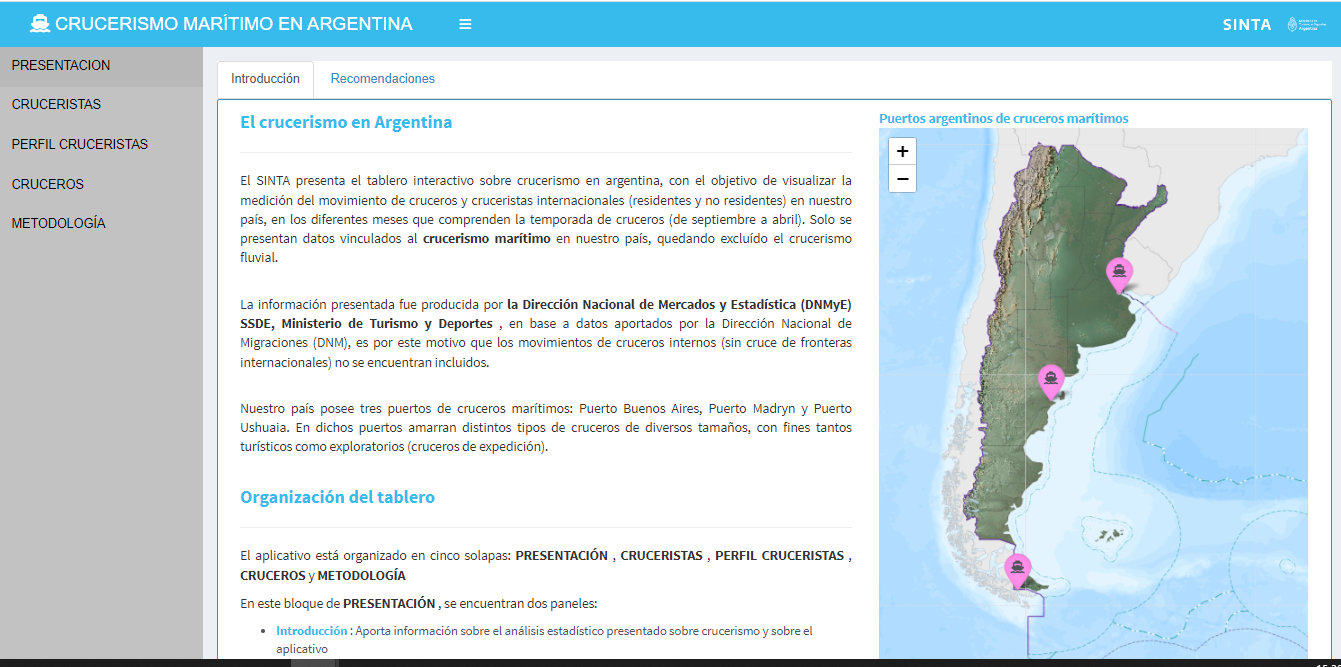 CRUCERISMO MARÍTIMO EN ARGENTINA
SINTA
PRESENTACION
CRUCERISTAS
PERFIL CRUCERISTAS
CRUCEROS
METODOLOGÍA
Introducción
Recomendaciones
El crucerismo en Argentina
El SINTA presenta el tablero interactivo sobre crucerismo en argentina, con el objetivo de visualizar la
medición del movimiento de cruceros y cruceristas internacionales (residentes y no residentes) en nuestro
país, en los diferentes meses que comprenden la temporada de cruceros (de septiembre a abril). Solo se
presentan datos vinculados al crucerismo marítimo en nuestro país, quedando excluído el crucerismo
fluvial.
La información presentada fue producida por la Dirección Nacional de Mercados y Estadística (DNMyE)
SSDE, Ministerio de Turismo y Deportes , en base a datos aportados por la Dirección Nacional de
Migraciones (DNM), es por este motivo que los movimientos de cruceros internos (sin cruce de fronteras
internacionales) no se encuentran incluidos.
Nuestro país posee tres puertos de cruceros marítimos: Puerto Buenos Aires, Puerto Madryn y Puerto
Ushuaia. En dichos puertos amarran distintos tipos de cruceros de diversos tamaños, con fines tantos
turísticos como exploratorios (cruceros de expedición).
Organización del tablero
El aplicativo está organizado en cinco solapas: PRESENTACIÓN , CRUCERISTAS , PERFIL CRUCERISTAS ,
CRUCEROS y METODOLOGÍA
En este bloque de PRESENTACIÓN , se encuentran dos paneles:
• Introducción : Aporta información sobre el análisis estadístico presentado sobre crucerismo y sobre el
aplicativo
Puertos argentinos de cruceros marítimos
+
−